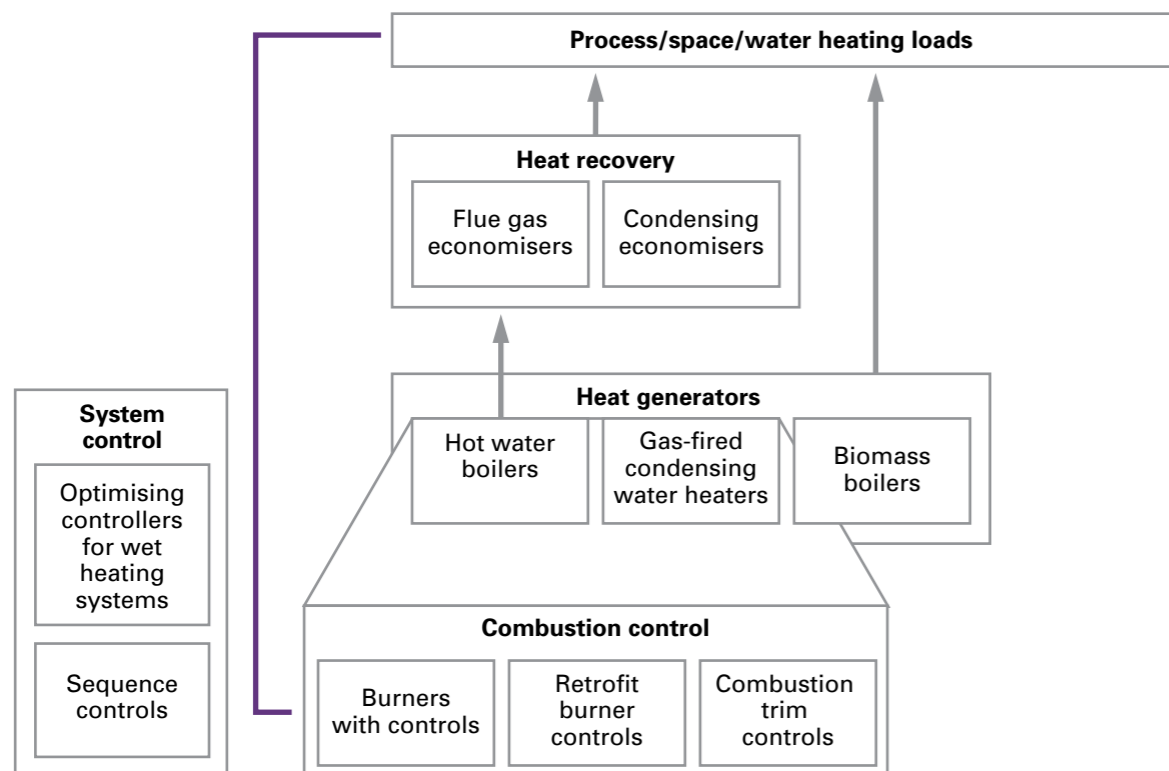 Process/space/water heating loads
Heat recovery
Flue gas
economisers
Condensing
economisers
Heat generators
Hot water
boilers
Gas-fired
condensing
water heaters
Biomass
boilers
System
control
Optimising
controllers
for wet
heating
systems
Sequence
controls
Combustion control
Burners
with controls
Retrofit
burner
controls
Combustion
trim
controls